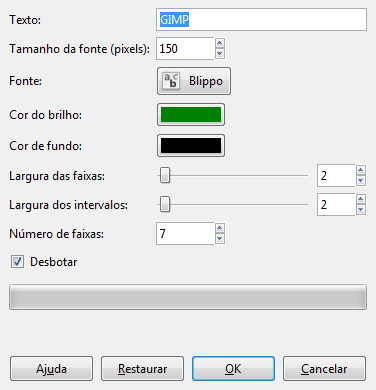 Texto: GIMP
Tamanho da fonte (pixels): 150
Fonte: abc Blippo
Cor do brilho:
Cor de fundo:
Largura das faixas: 2
Largura dos intervalos: 2
Número de faixas: 7
Desbotar
Ajuda Restaurar OK Cancelar